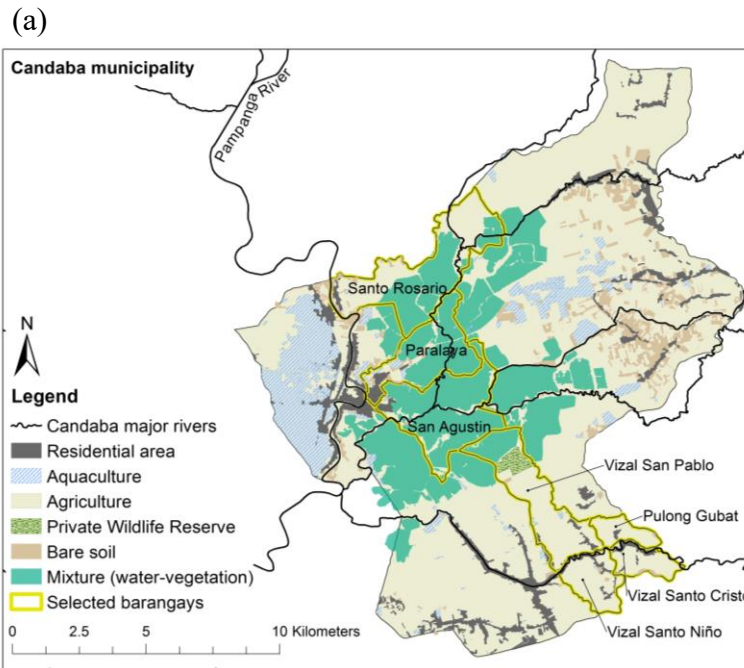 (a)
Candaba municipality
Pampanga River
Santo Rosario
Paralaya
San Agustin
Vizal San Pablo
Pulong Gubat
Vizal Santo Cristo
Vizal Santo Niño
N
Legend
Candaba major rivers
Residential area
Aquaculture
Agriculture
Private Wildlife Reserve
Bare soil
Mixture (water-vegetation)
Selected barangays
0 2.5 5 10 Kilometers